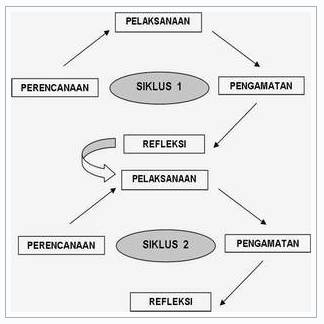 PELAKSANAAN
PERENCANAAN
SIKLUS 1
PENGAMATAN
REFLEKSI
PELAKSANAAN
PERENCANAAN
SIKLUS 2
PENGAMATAN
REFLEKSI